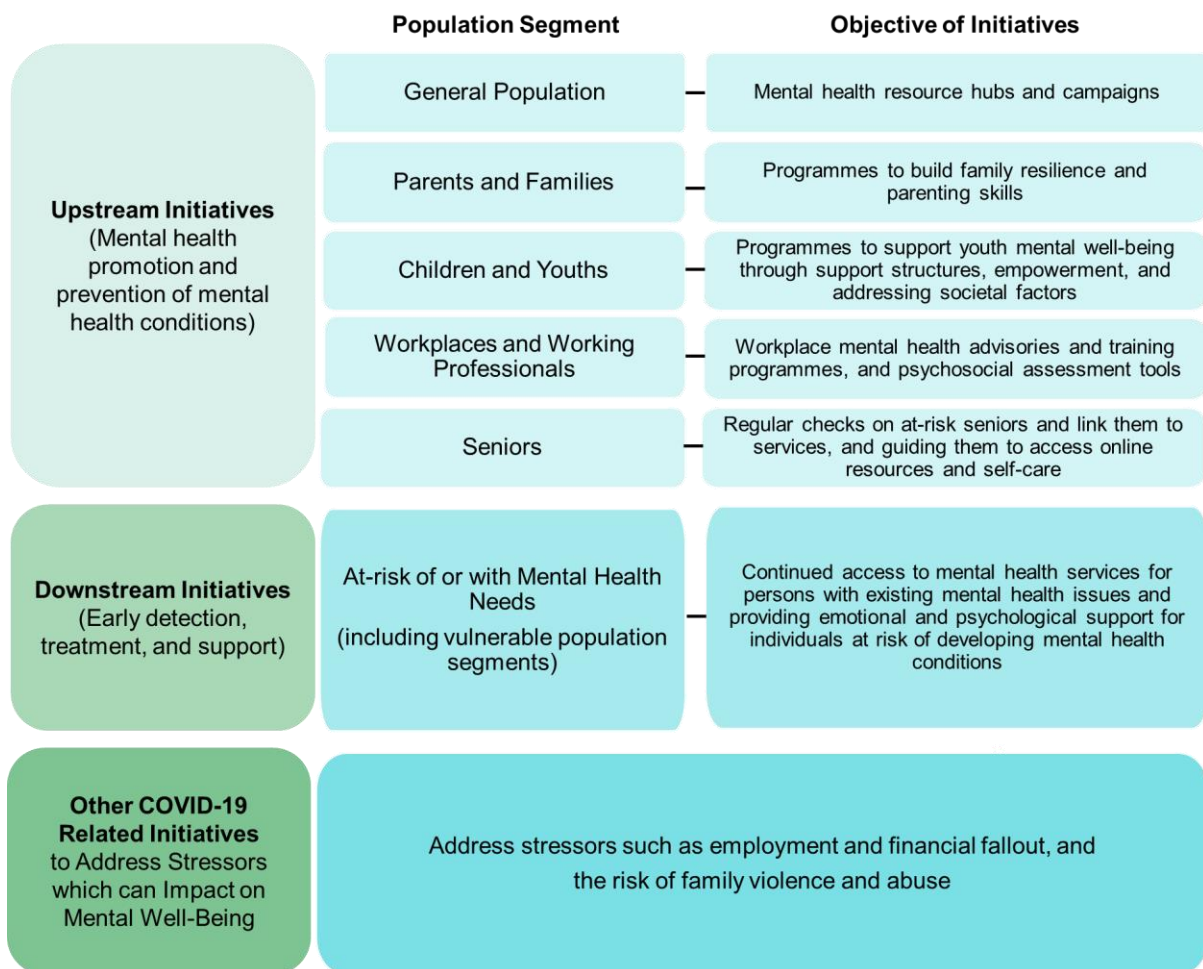 Population Segment
Objective of Initiatives
Upstream Initiatives
(Mental health
promotion and
prevention of mental
health conditions)
General Population
Mental health resource hubs and campaigns
Parents and Families
Programmes to build family resilience and
parenting skills
Children and Youths
Programmes to support youth mental well-being
through support structures, empowerment, and
addressing societal factors
Workplaces and Working
Professionals
Workplace mental health advisories and training
programmes, and psychosocial assessment tools
Seniors
Regular checks on at-risk seniors and link them to
services, and guiding them to access online
resources and self-care
Downstream Initiatives
(Early detection,
treatment, and support)
At-risk of or with Mental Health
Needs
(including vulnerable population
segments)
Continued access to mental health services for
persons with existing mental health issues and
providing emotional and psychological support for
individuals at risk of developing mental health
conditions
Other COVID-19
Related Initiatives
to Address Stressors
which can Impact on
Mental Well-Being
Address stressors such as employment and financial fallout, and
the risk of family violence and abuse